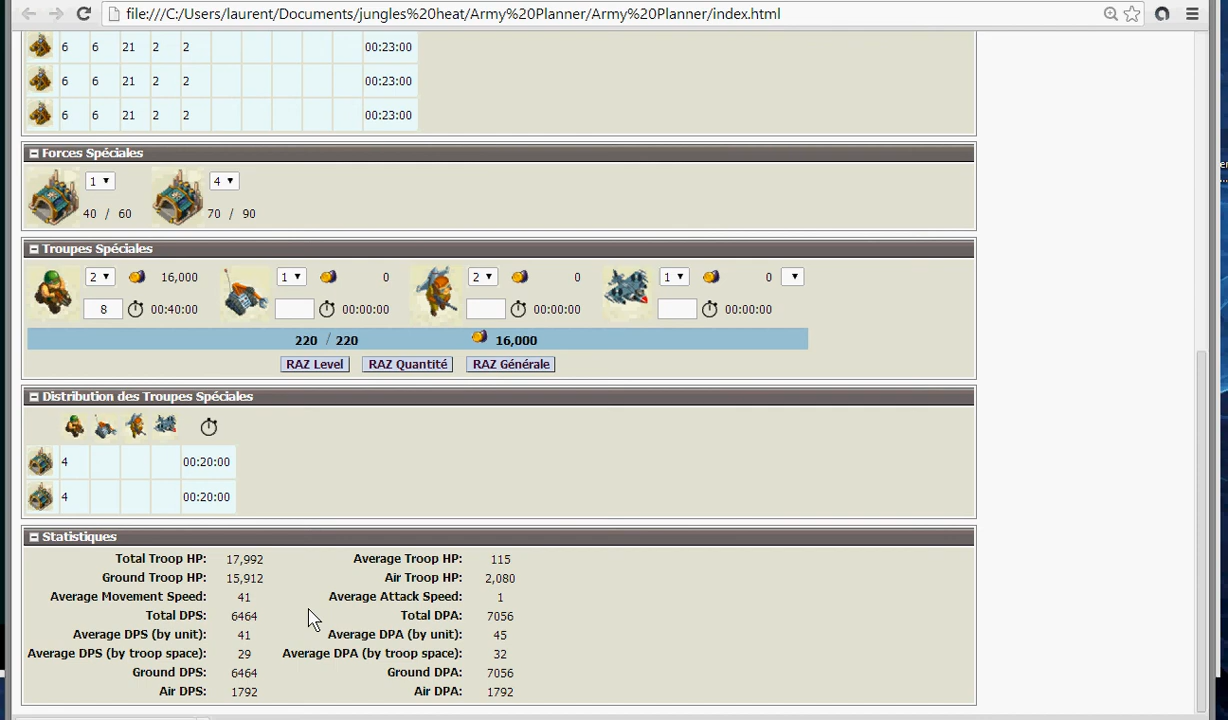 file:///C:/Users/laurent/Documents/jungles%20heat/Army%20Planner/Army%20Planner/index.html
6 6 21 2 2 00:23:00
6 6 21 2 2 00:23:00
6 6 21 2 2 00:23:00
Forces Spéciales
1 4
40 / 60 70 / 90
Troupes Spéciales
2 16,000 1 0 2 0 1 0
8 00:40:00 00:00:00 00:00:00 00:00:00
220 / 220 16,000
RAZ Level RAZ Quantité RAZ Générale
Distribution des Troupes Spéciales
4 00:20:00
4 00:20:00
Statistiques
Total Troop HP: 17,992 Average Troop HP: 115
Ground Troop HP: 15,912 Air Troop HP: 2,080
Average Movement Speed: 41 Average Attack Speed: 1
Total DPS: 6464 Total DPA: 7056
Average DPS (by unit): 41 Average DPA (by unit): 45
Average DPS (by troop space): 29 Average DPA (by troop space): 32
Ground DPS: 6464 Ground DPA: 7056
Air DPS: 1792 Air DPA: 1792